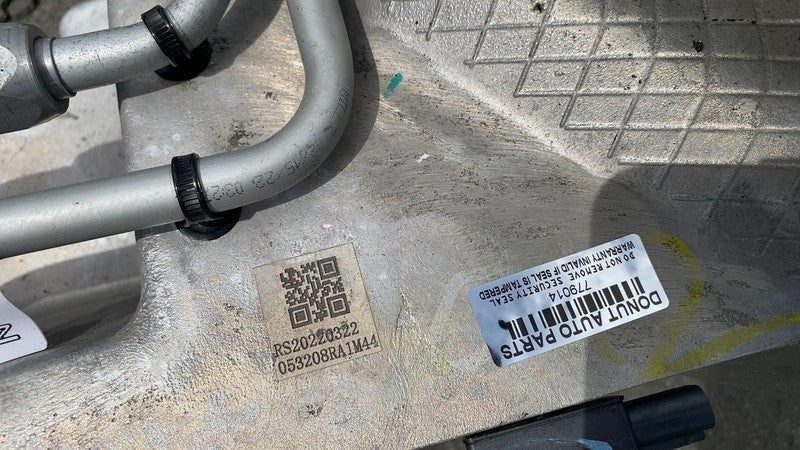 RS20220322
053208RA1M44
DONUT AUTO PARTS
779014
DO NOT REMOVE SECURITY SEAL
WARRANTY INVALID IF SEAL IS TAMPERED